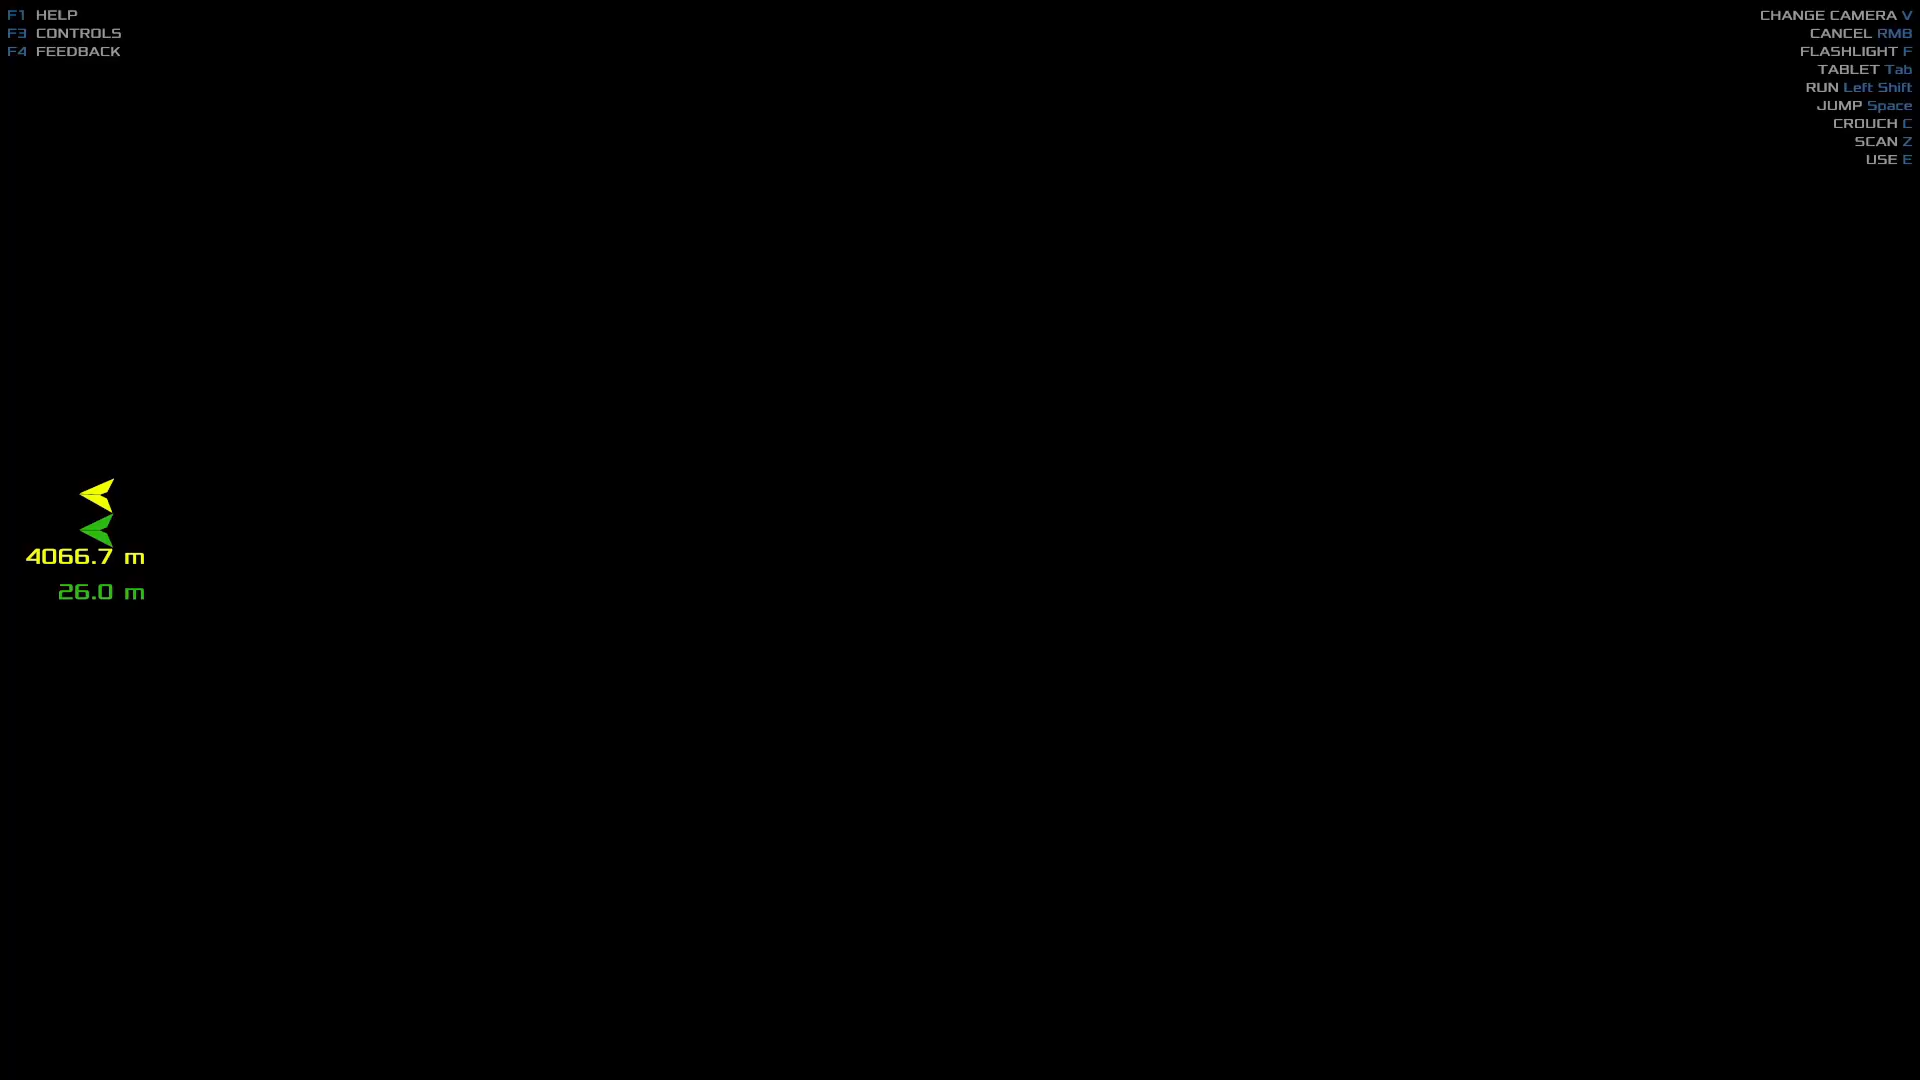 F1 HELP
F3 CONTROLS
F4 FEEDBACK
CHANGE CAMERA V
CANCEL RMB
FLASHLIGHT F
TABLET Tab
RUN Left Shift
JUMP Space
CROUCH C
SCAN Z
USE E
4066.7 m
26.0 m